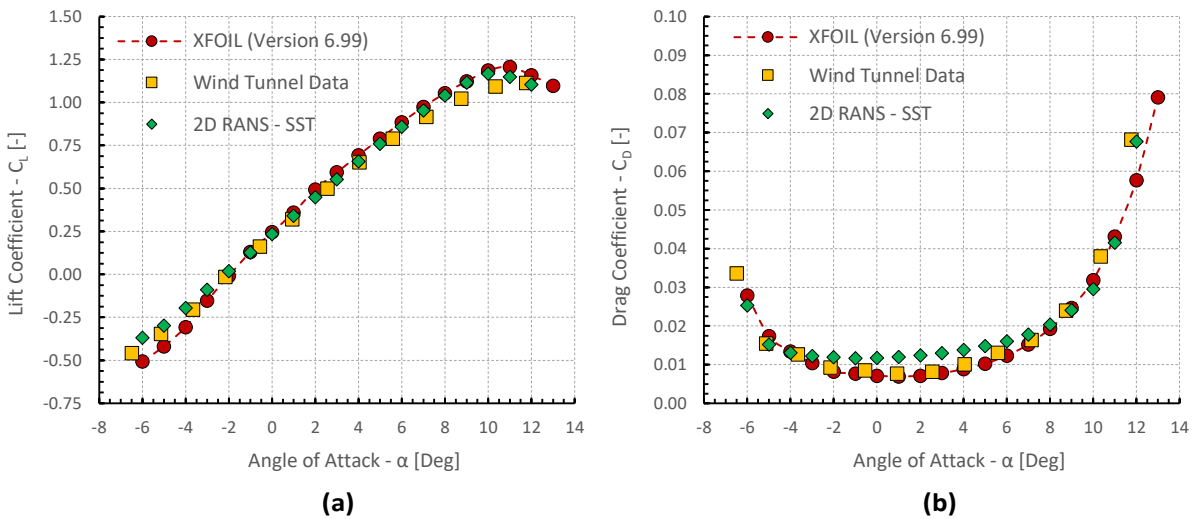 1.50
1.25
1.00
0.75
0.50
0.25
0.00
-0.25
-0.50
-0.75
Lift Coefficient - C_L [-]
XFOIL (Version 6.99)
Wind Tunnel Data
2D RANS - SST
-8 -6 -4 -2 0 2 4 6 8 10 12 14
Angle of Attack - α [Deg]
(a)
0.10
0.09
0.08
0.07
0.06
0.05
0.04
0.03
0.02
0.01
0.00
Drag Coefficient - C_D [-]
XFOIL (Version 6.99)
Wind Tunnel Data
2D RANS - SST
-8 -6 -4 -2 0 2 4 6 8 10 12 14
Angle of Attack - α [Deg]
(b)